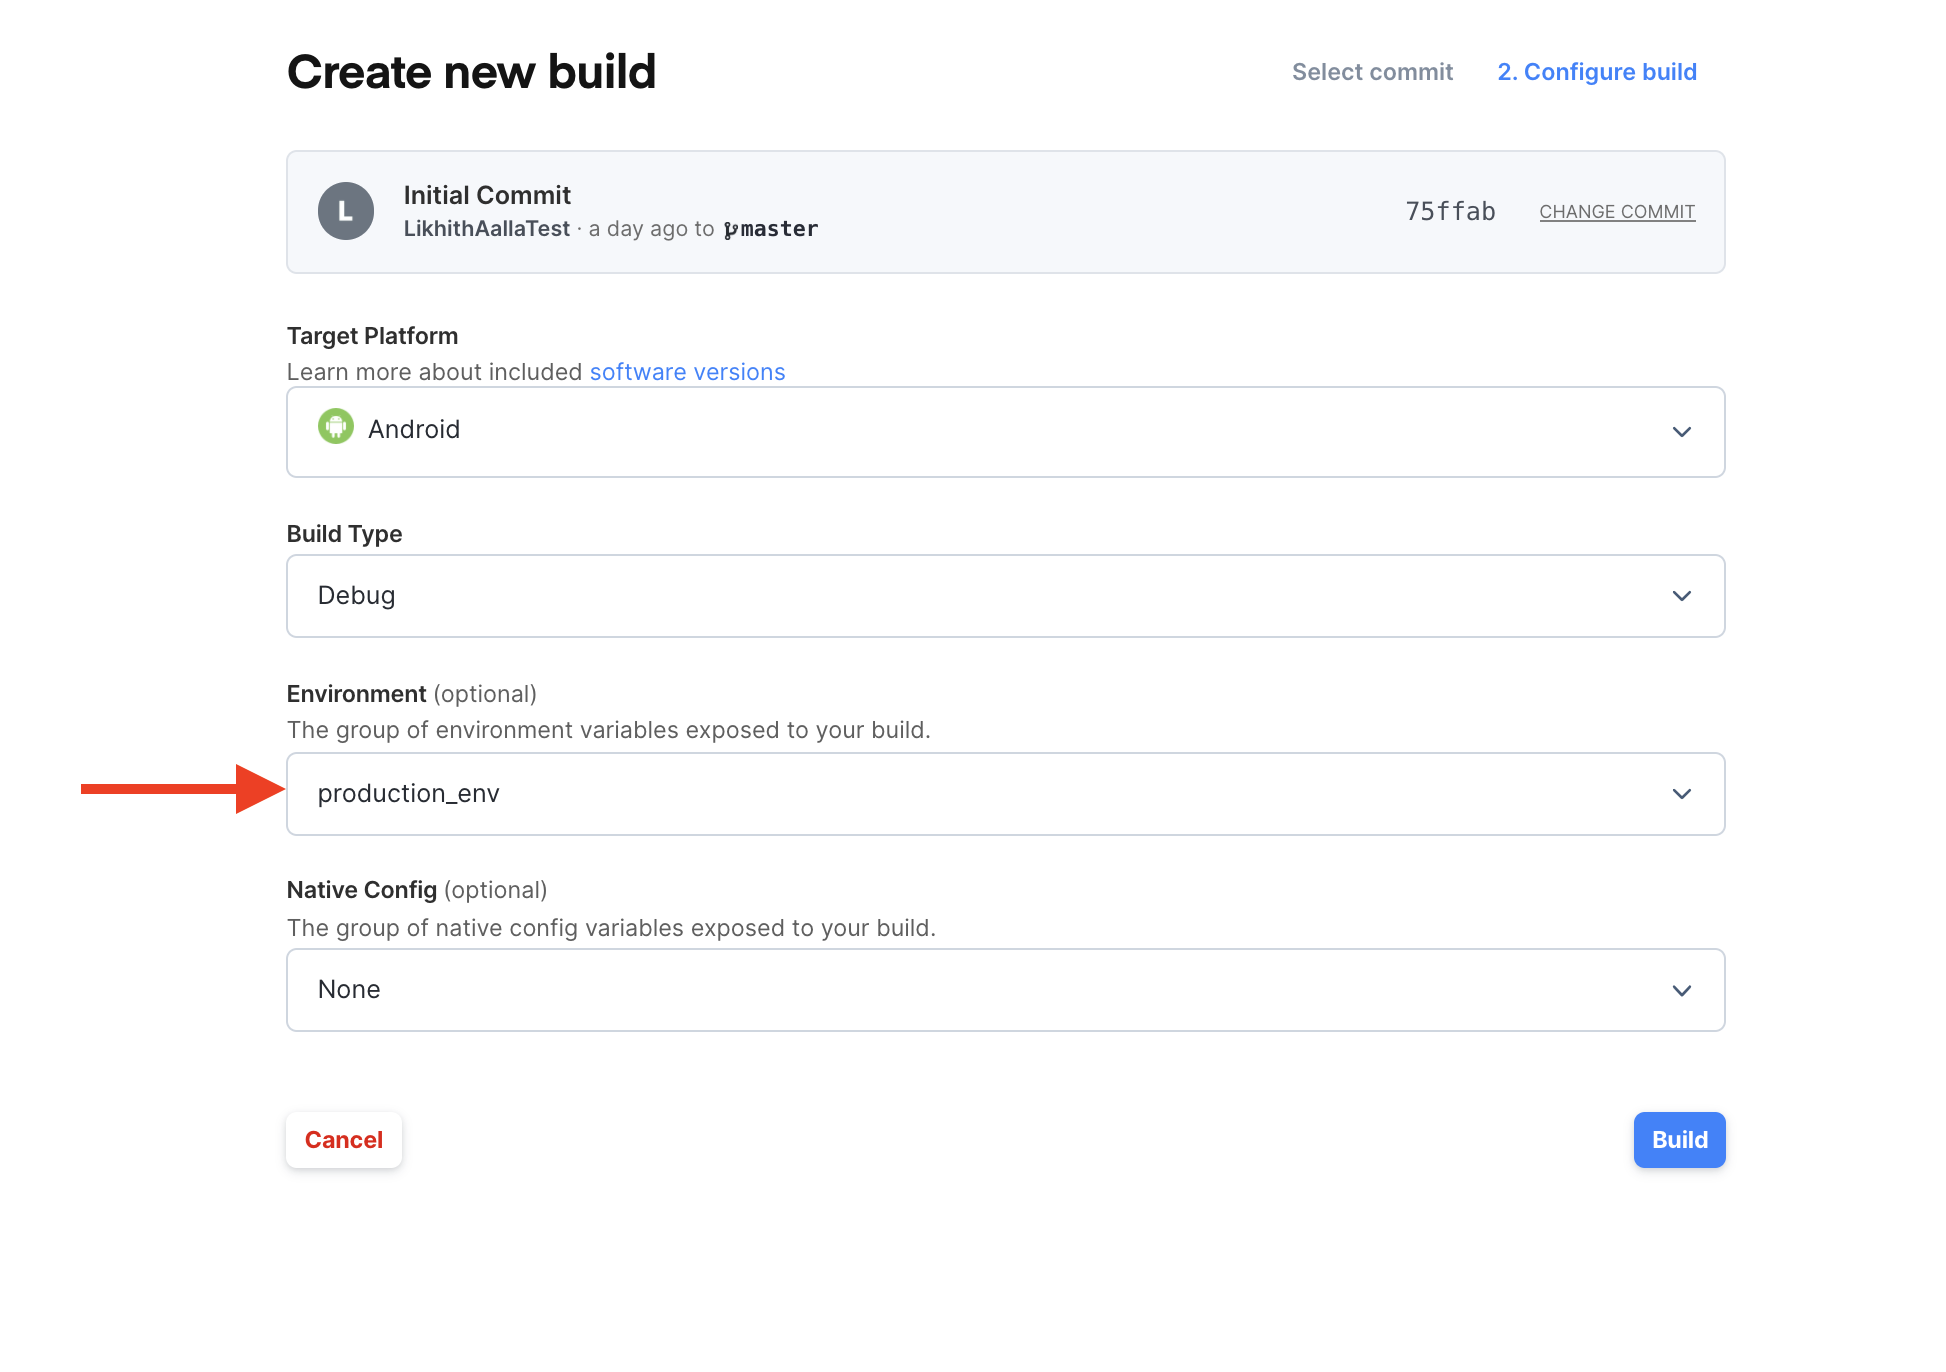 Create new build
Select commit
2. Configure build
L
Initial Commit
LikhithAallaTest · a day ago to master
75ffab
CHANGE COMMIT
Target Platform
Learn more about included software versions
Android
Build Type
Debug
Environment (optional)
The group of environment variables exposed to your build.
production_env
Native Config (optional)
The group of native config variables exposed to your build.
None
Cancel
Build